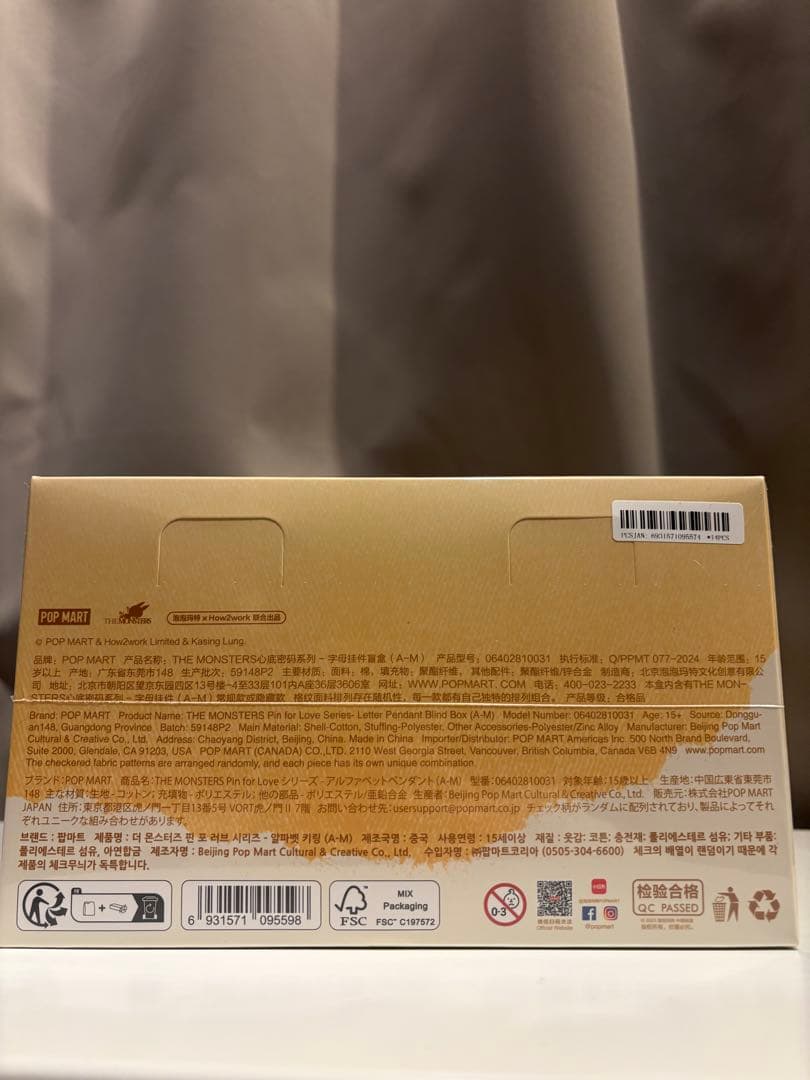 PCSJAN: 6931571095574 *14PCS
POP MART THE MONSTERS 泡泡玛特 x How2work 联合出品
© POP MART & How2work Limited & Kasing Lung.
品牌：POP MART 产品名称：THE MONSTERS心底密码系列 - 字母挂件盲盒（A-M） 产品型号：06402810031 执行标准：Q/PPMT 077-2024 年龄范围：15
岁以上 产地：广东省东莞市148 生产批次：59148P2 主要材质：面料：棉，填充物：聚酯纤维，其他配件：聚酯纤维/锌合金 制造商：北京泡泡玛特文化创意有限公
司 地址：北京市朝阳区望京东园四区13号楼-4至33层101内A座36层3606室 网址：WWW.POPMART.COM 电话：400-023-2233 本盒内含有THE MON-
STERS心底密码系列 - 字母挂件（A-M）常规款或隐藏款 格纹面料排列存在随机性，每一款都有自己独特的排列组合。 产品等级：合格品
Brand: POP MART Product Name: THE MONSTERS Pin for Love Series- Letter Pendant Blind Box (A-M) Model Number: 06402810031 Age: 15+ Source: Donggu-
an148, Guangdong Province Batch: 59148P2 Main Material: Shell-Cotton, Stuffling-Polyester, Other Accessories-Polyester/Zinc Alloy Manufacturer: Beijing Pop Mart
Cultural & Creative Co., Ltd. Address: Chaoyang District, Beijing, China. Made in China Importer/Distributor: POP MART Americas Inc. 500 North Brand Boulevard,
Suite 2000, Glendale, CA 91203, USA POP MART (CANADA) CO.,LTD. 2110 West Georgia Street, Vancouver, British Columbia, Canada V6B 4N9 www.popmart.com
The checkered fabric patterns are arranged randomly, and each piece has its own unique combination.
ブランド：POP MART 商品名：THE MONSTERS Pin for Love シリーズ - アルファベットペンダント (A-M) 型番：06402810031 対象年齢：15歳以上 生産地：中国広東省東莞市
148 主な材質：生地 - コットン；充填物 - ポリエステル；他の部品 - ポリエステル/亜鉛合金 生産者：Beijing Pop Mart Cultural & Creative Co., Ltd. 販売元：株式会社POP MART
JAPAN 住所：東京都港区虎ノ門一丁目13番5号 VORT虎ノ門 II 7階 お問い合わせ先：usersupport@popmart.co.jp チェック柄がランダムに配列されており、製品によってそれ
ぞれユニークな組み合わせがあります。
브랜드 : 팝마트 제품명 : 더 몬스터즈 핀 포 러브 시리즈 - 알파벳 키링 (A-M) 제조국명 : 중국 사용연령 : 15세이상 재질 : 옷감: 코튼; 충전재: 폴리에스테르 섬유; 기타 부품:
폴리에스테르 섬유, 아연합금 제조자명 : Beijing Pop Mart Cultural & Creative Co., Ltd. 수입자명 : ㈜팝마트코리아 (0505-304-6600) 체크의 배열이 랜덤이기 때문에 각
제품의 체크무늬가 독특합니다.
6 931571 095598
FSC
MIX
Packaging
FSC™ C197572
0-3
Official Website
@popmart
检验合格
QC PASSED